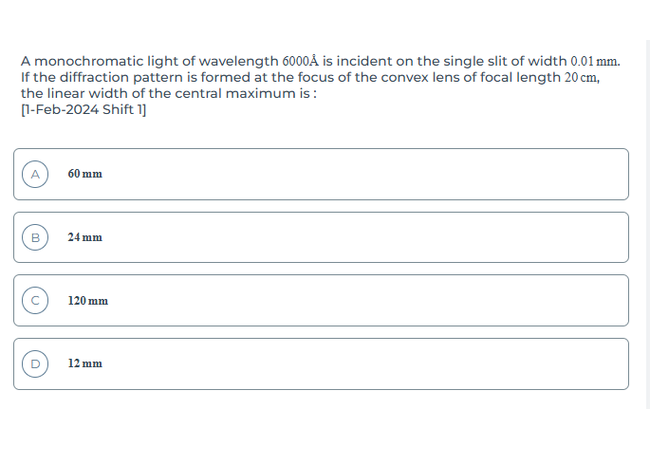 A monochromatic light of wavelength 6000Å is incident on the single slit of width 0.01 mm.
If the diffraction pattern is formed at the focus of the convex lens of focal length 20 cm,
the linear width of the central maximum is :
[1-Feb-2024 Shift 1]
A 60 mm
B 24 mm
C 120 mm
D 12 mm